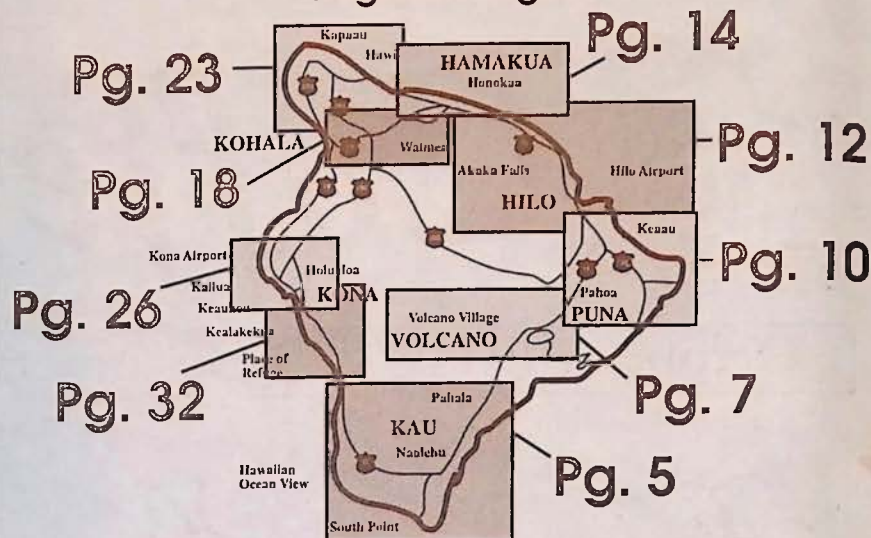 Kapaau
Hawi
Pg. 14
HAMAKUA
Honokaa
Pg. 23
KOHALA
Waimea
Pg. 12
Akaka Falls
Hilo Airport
Pg. 18
HILO
Keaau
Kona Airport
Holualoa
Pg. 10
Kailua
KONA
Pahoa
PUNA
Keauhou
Pg. 26
Volcano Village
VOLCANO
Kealakekua
Place of
Refuge
Pg. 7
Pg. 32
Pahala
KAU
Naalehu
Pg. 5
Hawaiian
Ocean View
South Point